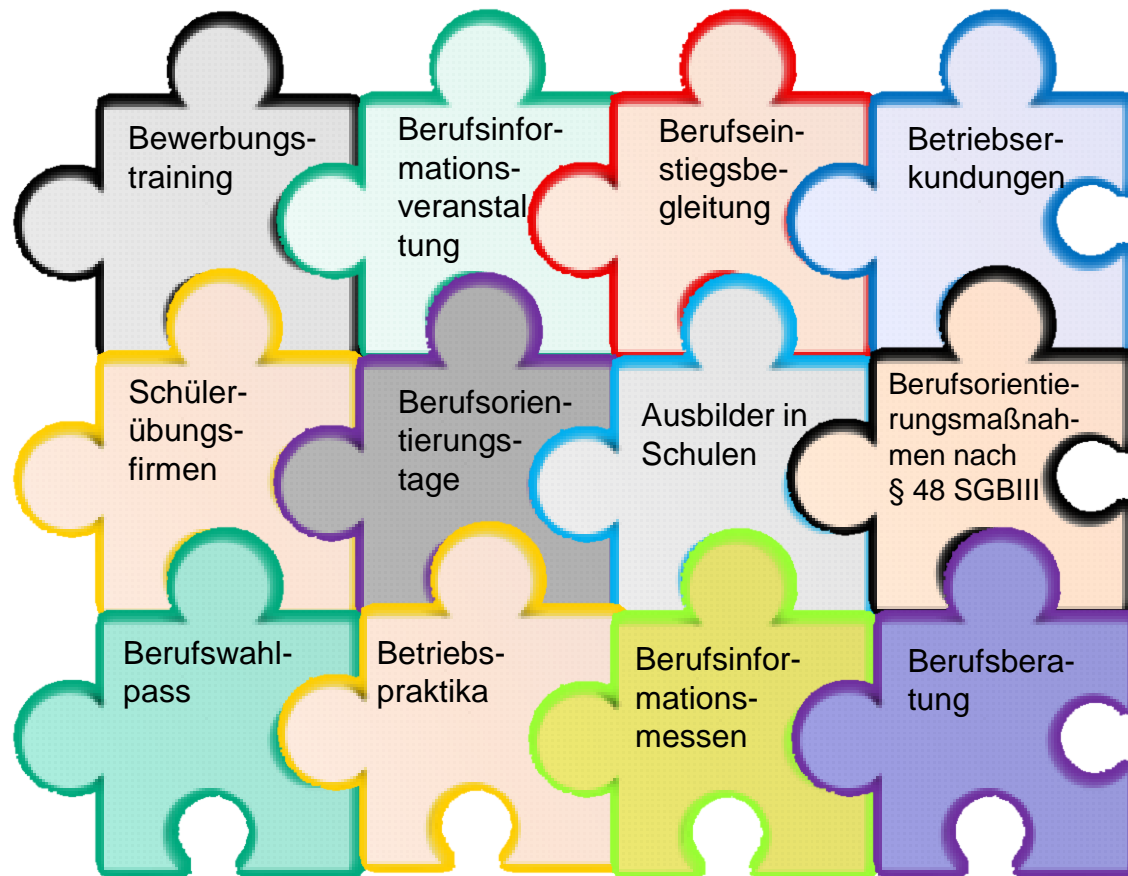 Bewerbungs-
training
Berufsinfor-
mations-
veranstal
tung
Berufsein-
stiegsbe-
gleitung
Betriebser-
kundungen
Schüler-
übungs-
firmen
Berufsorien-
tierungs-
tage
Ausbilder in
Schulen
Berufsorientie-
rungsmaßnah-
men nach
§ 48 SGBIII
Berufswahl-
pass
Betriebs-
praktika
Berufsinfor-
mations-
messen
Berufsbera-
tung